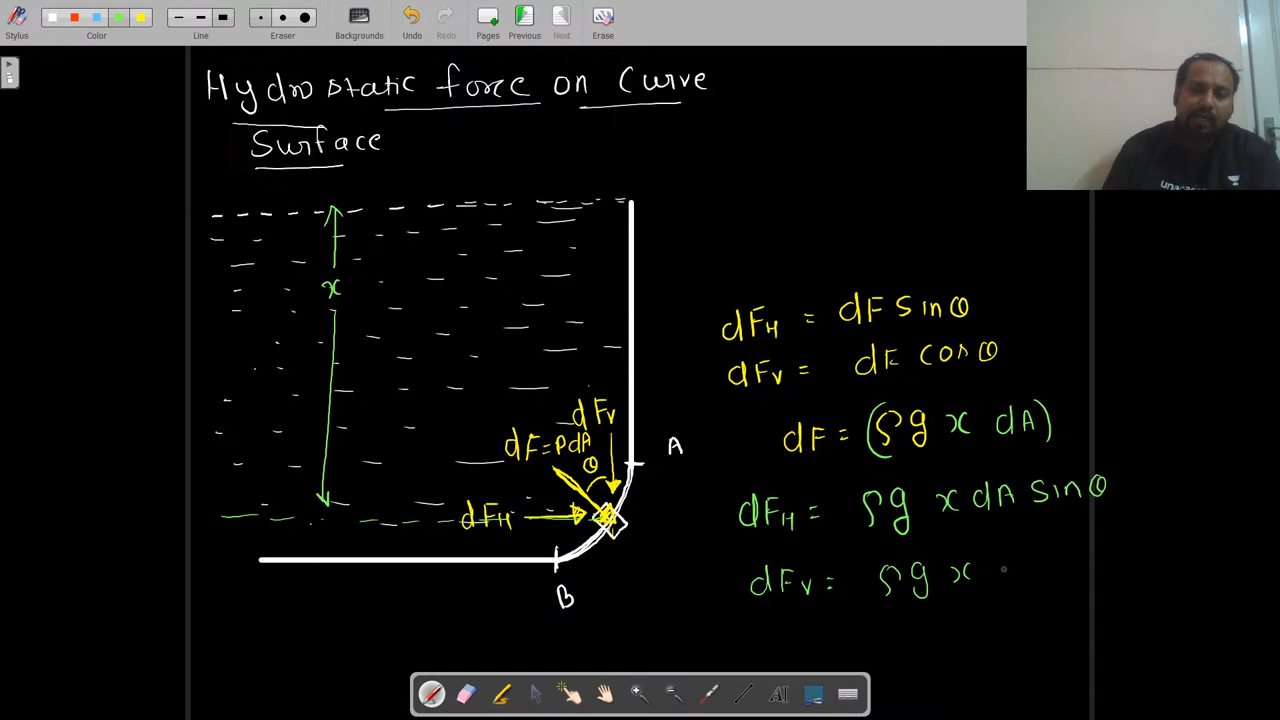 Stylus
Color
Line
Eraser
Backgrounds
Undo
Redo
Pages
Previous
Next
Erase
Hydrostatic force on Curve
Surface
x
dFv
dF=PdA
θ
dFH
A
B
dFH = dF Sinθ
dFv = dF cosθ
dF = (ρg x dA)
dFH = ρg x dA Sinθ
dFv = ρg x
AI